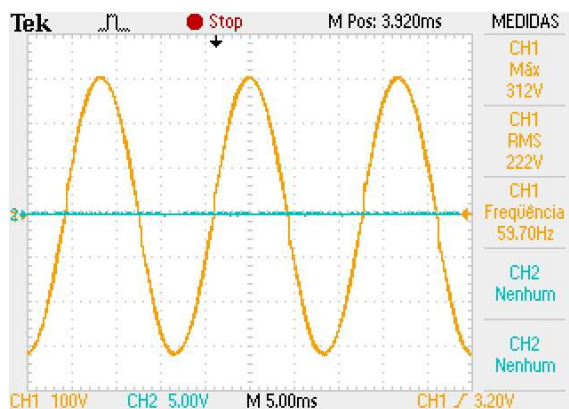 Tek Stop M Pos: 3.920ms MEDIDAS
CH1
Máx
312V
CH1
RMS
222V
CH1
Freqüência
59.70Hz
CH2
Nenhum
CH2
Nenhum
CH1 100V CH2 5.00V M 5.00ms CH1 3.20V